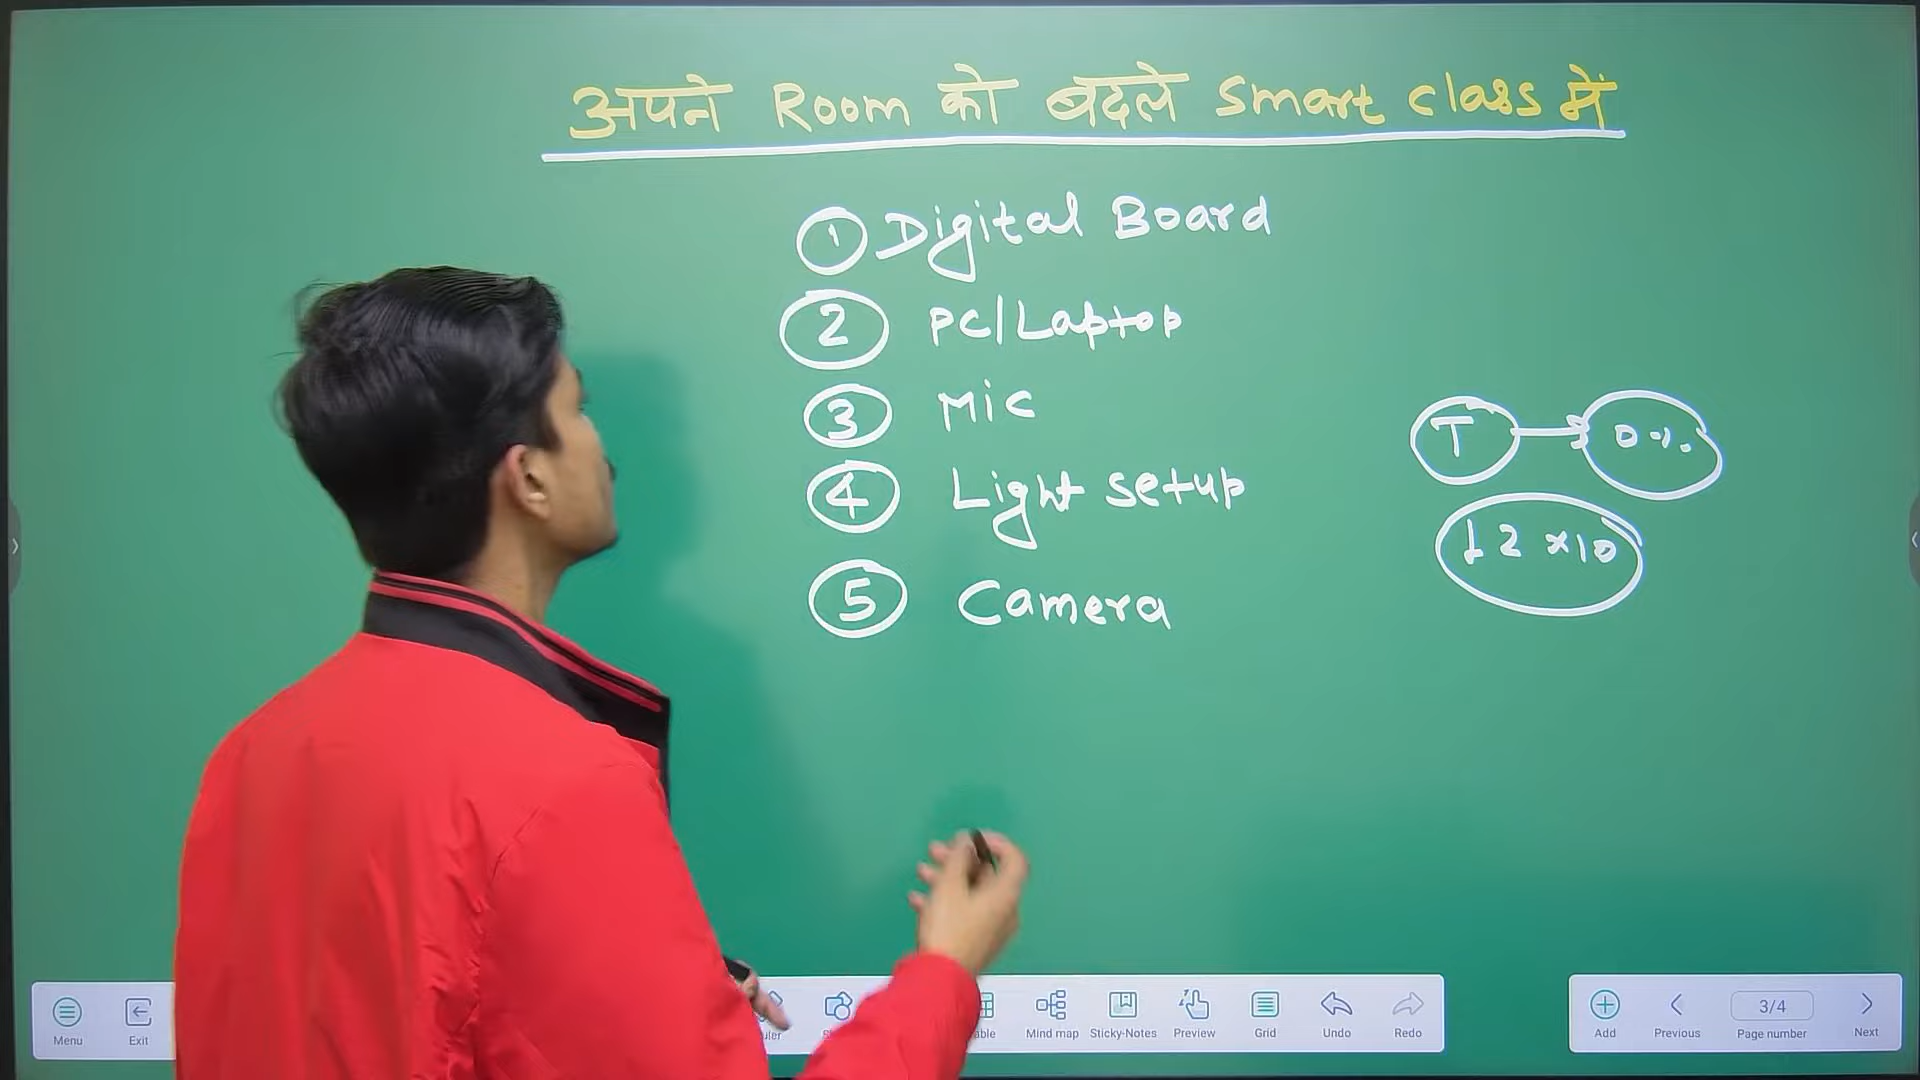 अपने Room को बदले Smart class में
① Digital Board
② PC/Laptop
③ Mic
④ Light setup
⑤ Camera
T 0%
12 x10
Menu Exit Mind map Sticky-Notes Preview Grid Undo Redo
Add Previous 3/4 Page number Next